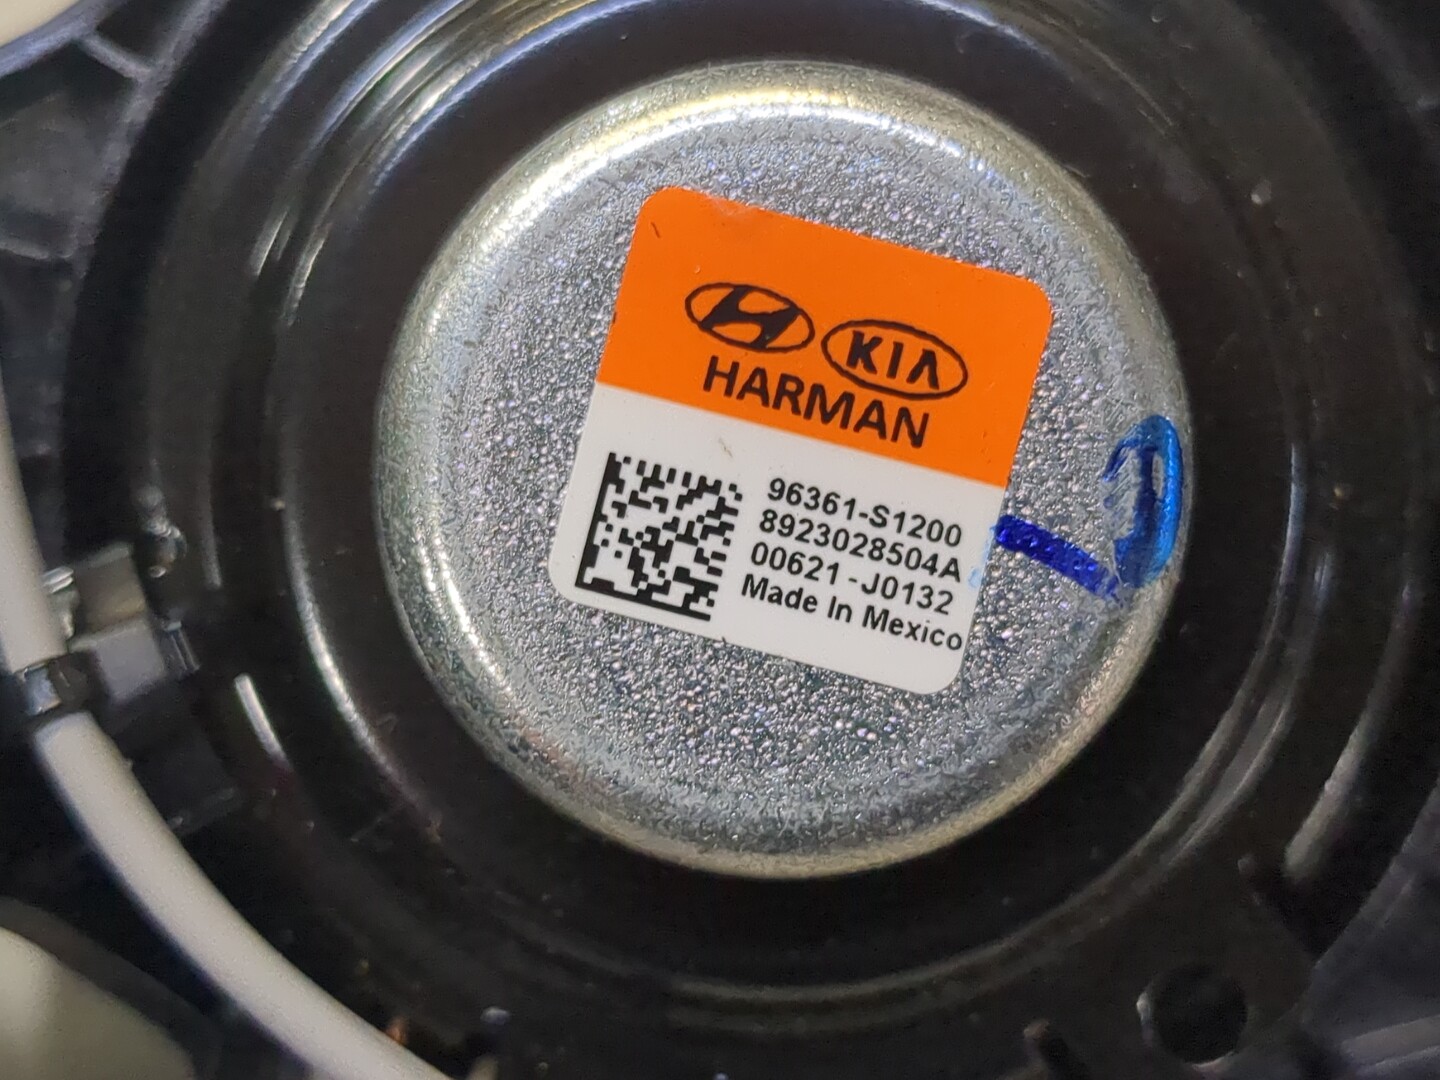 KIA
HARMAN
96361-S1200
8923028504A
00621-J0132
Made In Mexico